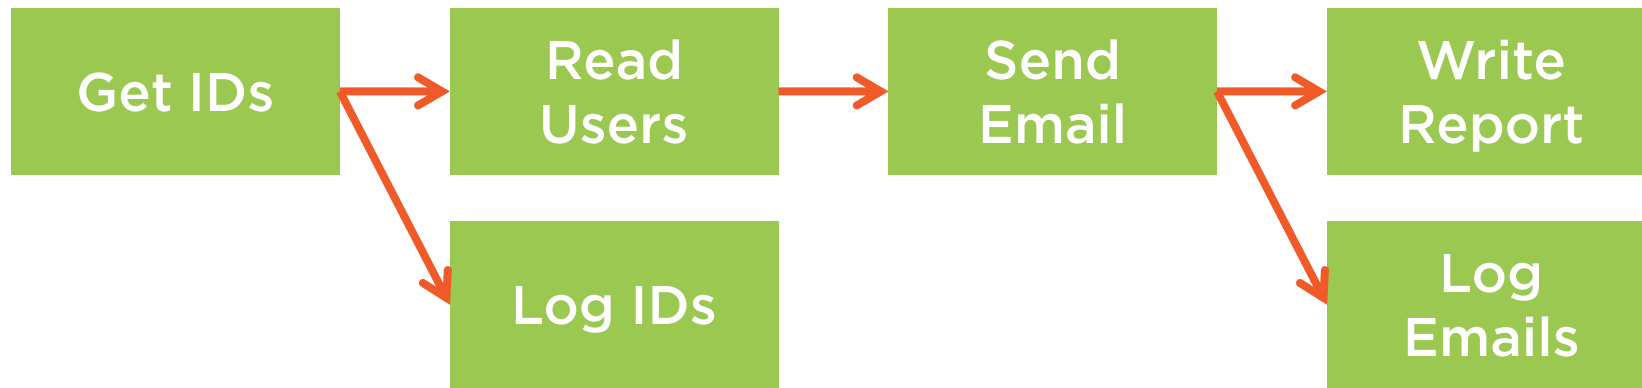 Get IDs
Read
Users
Send
Email
Write
Report
Log IDs
Log
Emails